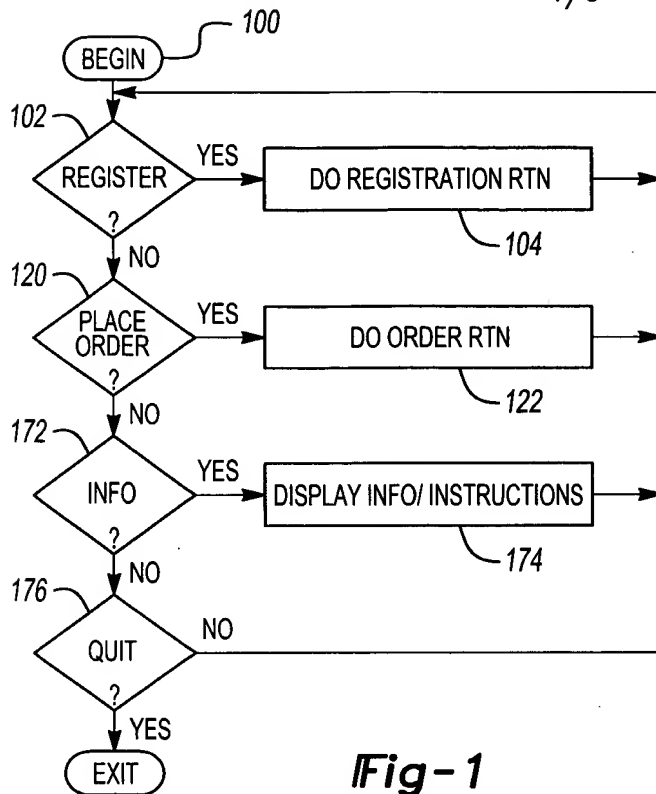 100
BEGIN
102
REGISTER
?
YES
DO REGISTRATION RTN
104
NO
120
PLACE
ORDER
?
YES
DO ORDER RTN
122
NO
172
INFO
?
YES
DISPLAY INFO/ INSTRUCTIONS
174
NO
176
QUIT
?
NO
YES
EXIT
Fig-1